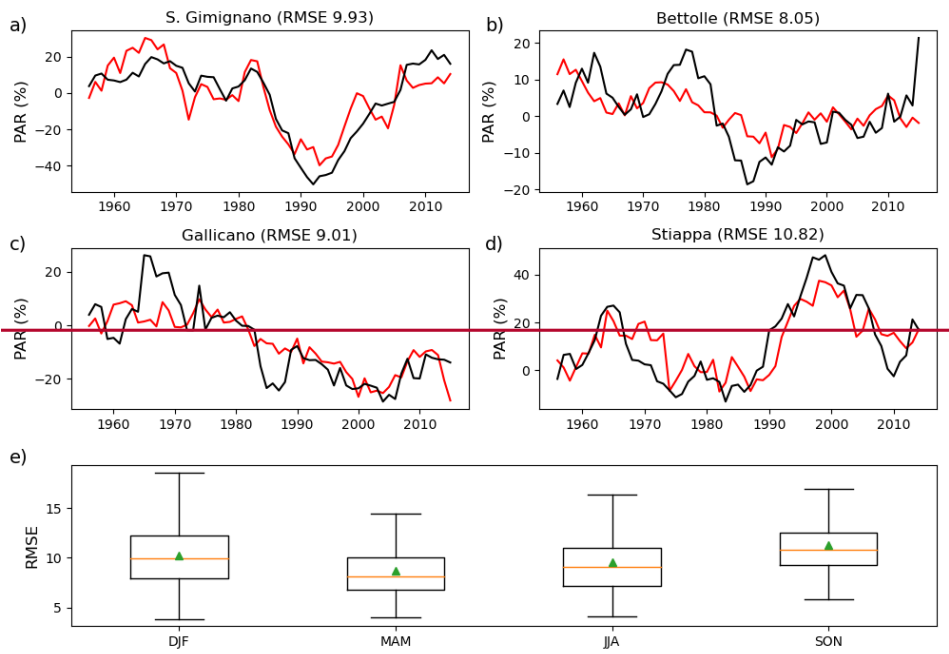 a)
S. Gimignano (RMSE 9.93)
b)
Bettolle (RMSE 8.05)
PAR (%)
20
0
−20
−40
1960 1970 1980 1990 2000 2010
PAR (%)
20
10
0
−10
−20
1960 1970 1980 1990 2000 2010
c)
Gallicano (RMSE 9.01)
d)
Stiappa (RMSE 10.82)
PAR (%)
20
0
−20
1960 1970 1980 1990 2000 2010
PAR (%)
40
20
0
1960 1970 1980 1990 2000 2010
e)
RMSE
15
10
5
DJF MAM JJA SON